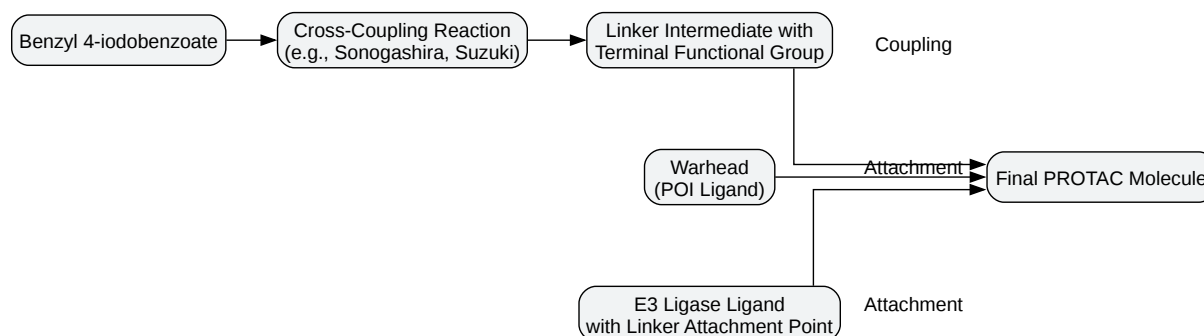 Benzyl 4-iodobenzoate
Cross-Coupling Reaction
(e.g., Sonogashira, Suzuki)
Linker Intermediate with
Terminal Functional Group
Coupling
Warhead
(POI Ligand)
Attachment
Final PROTAC Molecule
E3 Ligase Ligand
with Linker Attachment Point
Attachment